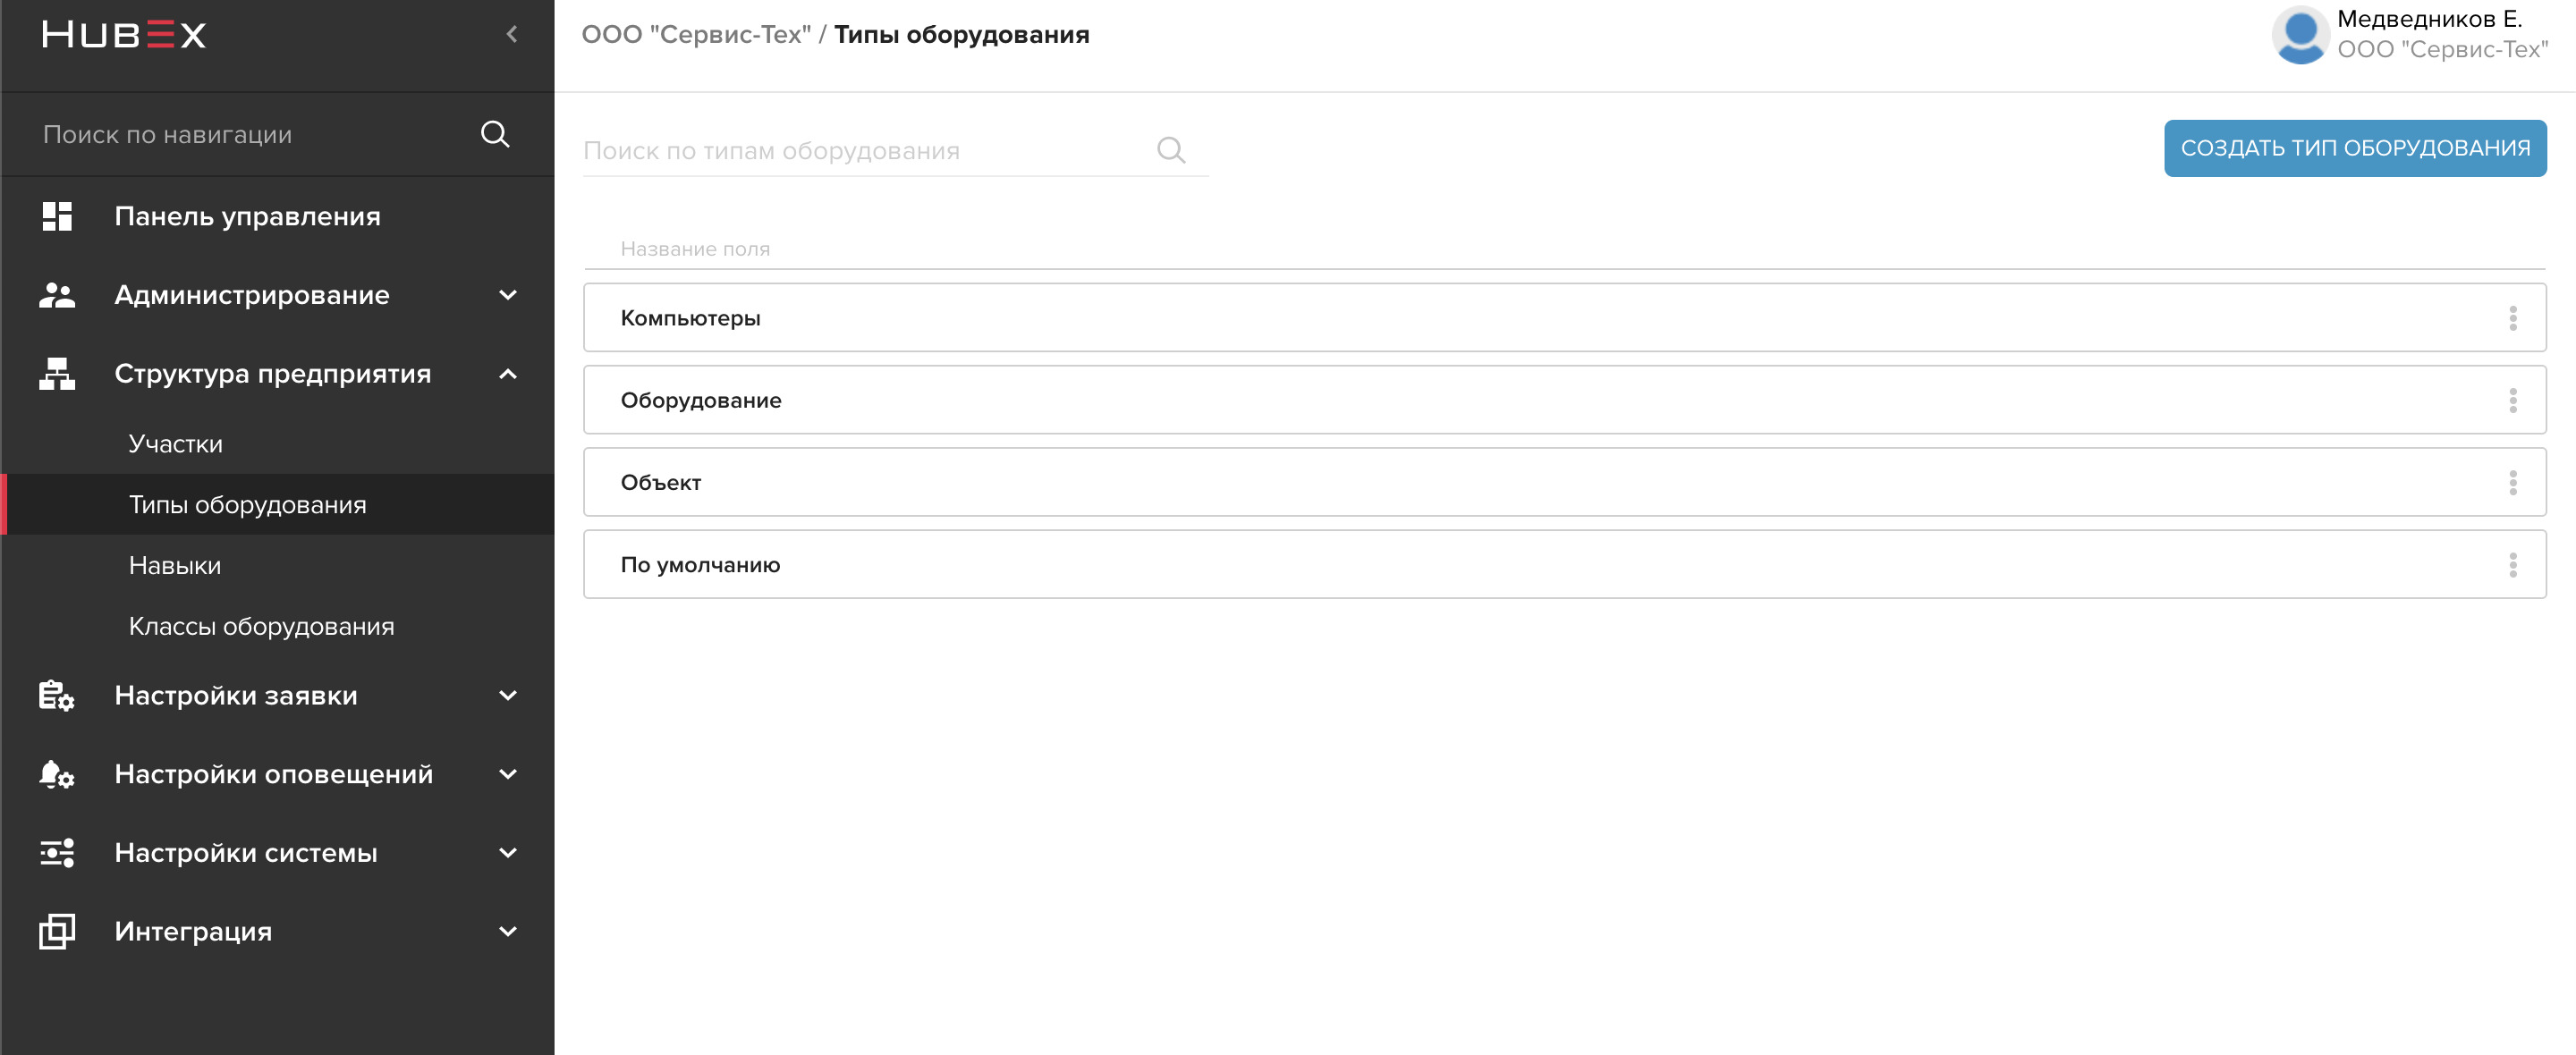 HUBEX
Поиск по навигации
Панель управления
Администрирование
Структура предприятия
Участки
Типы оборудования
Навыки
Классы оборудования
Настройки заявки
Настройки оповещений
Настройки системы
Интеграция
ООО "Сервис-Тех" / Типы оборудования
Медведников Е.
ООО "Сервис-Тех"
Поиск по типам оборудования
СОЗДАТЬ ТИП ОБОРУДОВАНИЯ
Название поля
Компьютеры
Оборудование
Объект
По умолчанию